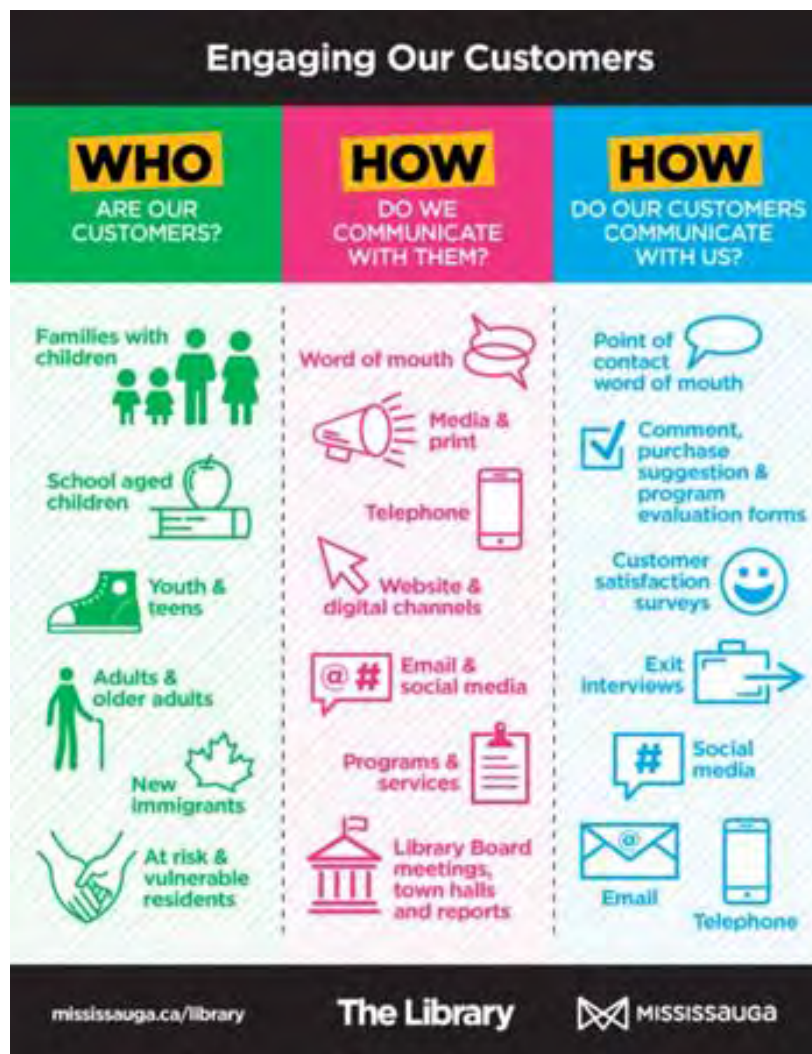 Engaging Our Customers
WHO
ARE OUR
CUSTOMERS?
Families with
children
School aged
children
Youth &
teens
Adults &
older adults
New
immigrants
At risk &
vulnerable
residents
HOW
DO WE
COMMUNICATE
WITH THEM?
Word of mouth
Media &
print
Telephone
Website &
digital channels
@ #
Email &
social media
Programs &
services
Library Board
meetings,
town halls
and reports
HOW
DO OUR CUSTOMERS
COMMUNICATE
WITH US?
Point of
contact
word of mouth
Comment,
purchase
suggestion &
program
evaluation forms
Customer
satisfaction
surveys
Exit
interviews
#
Social
media
@
Email
Telephone
mississauga.ca/library
The Library
MISSISSAUGA